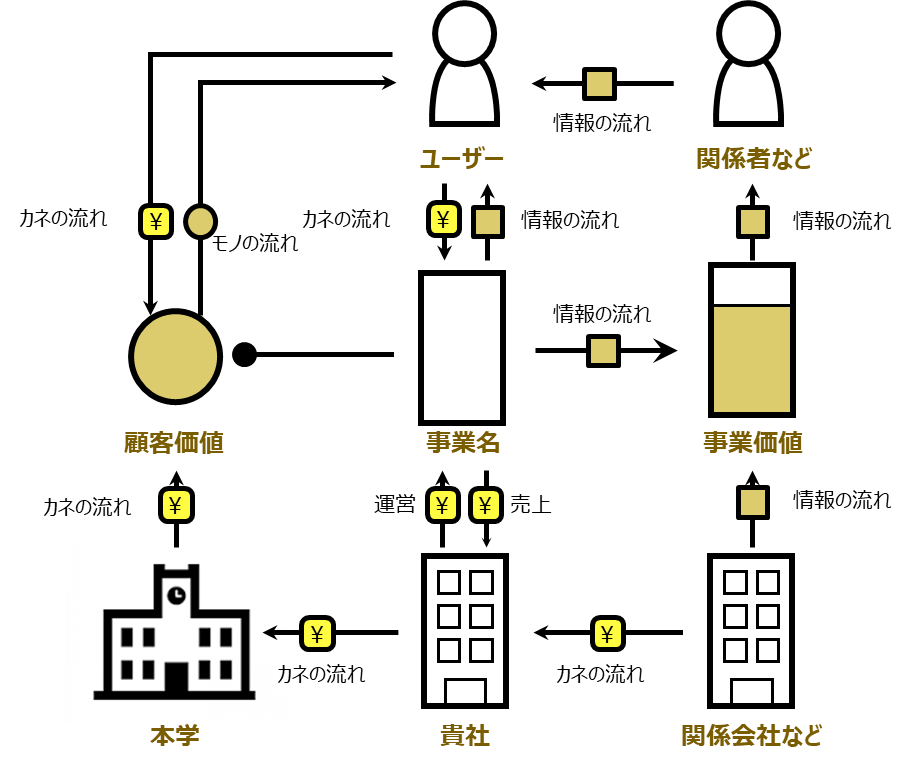 情報の流れ
ユーザー
関係者など
カネの流れ
¥
モノの流れ
カネの流れ
¥
情報の流れ
情報の流れ
情報の流れ
顧客価値
事業名
事業価値
カネの流れ
¥
運営
¥
¥
売上
情報の流れ
¥
カネの流れ
¥
カネの流れ
本学
貴社
関係会社など